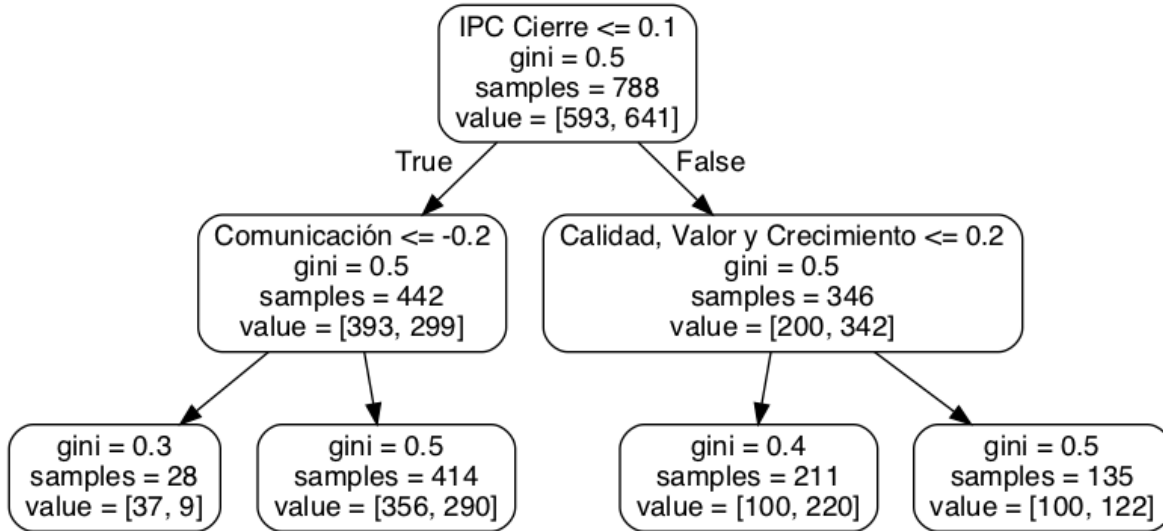 IPC Cierre <= 0.1
gini = 0.5
samples = 788
value = [593, 641]
True
False
Comunicación <= -0.2
gini = 0.5
samples = 442
value = [393, 299]
Calidad, Valor y Crecimiento <= 0.2
gini = 0.5
samples = 346
value = [200, 342]
gini = 0.3
samples = 28
value = [37, 9]
gini = 0.5
samples = 414
value = [356, 290]
gini = 0.4
samples = 211
value = [100, 220]
gini = 0.5
samples = 135
value = [100, 122]